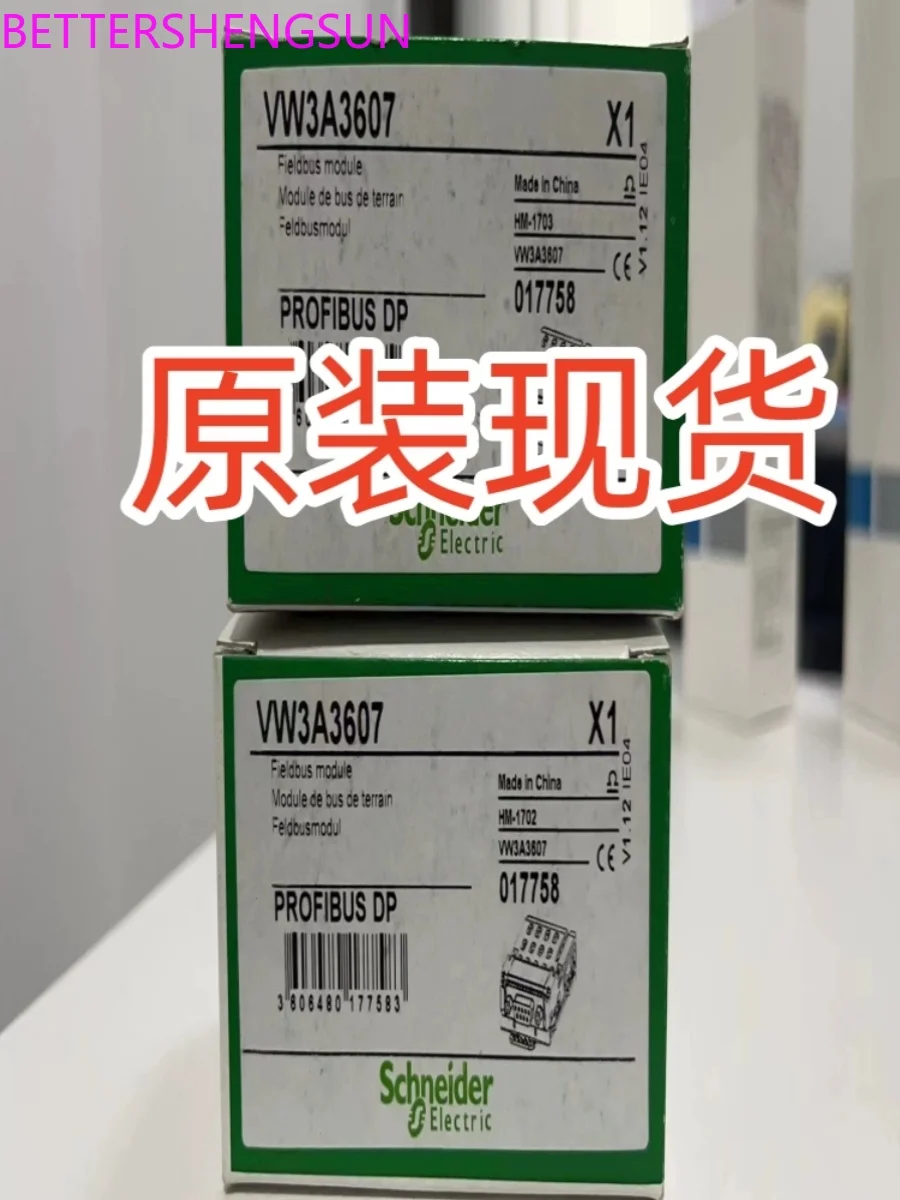 BETTERSHENGSUN
VW3A3607
X1
Fieldbus module
Module de bus de terrain
Feldbusmodul
Made in China
HM-1703
VW3A3607
CE
V1.12 IE04
017758
PROFIBUS DP
原装现货
Schneider
Electric
VW3A3607
X1
Fieldbus module
Module de bus de terrain
Feldbusmodul
Made in China
HM-1702
VW3A3607
CE
V1.12 IE04
017758
PROFIBUS DP
3 606480 177583
Schneider
Electric